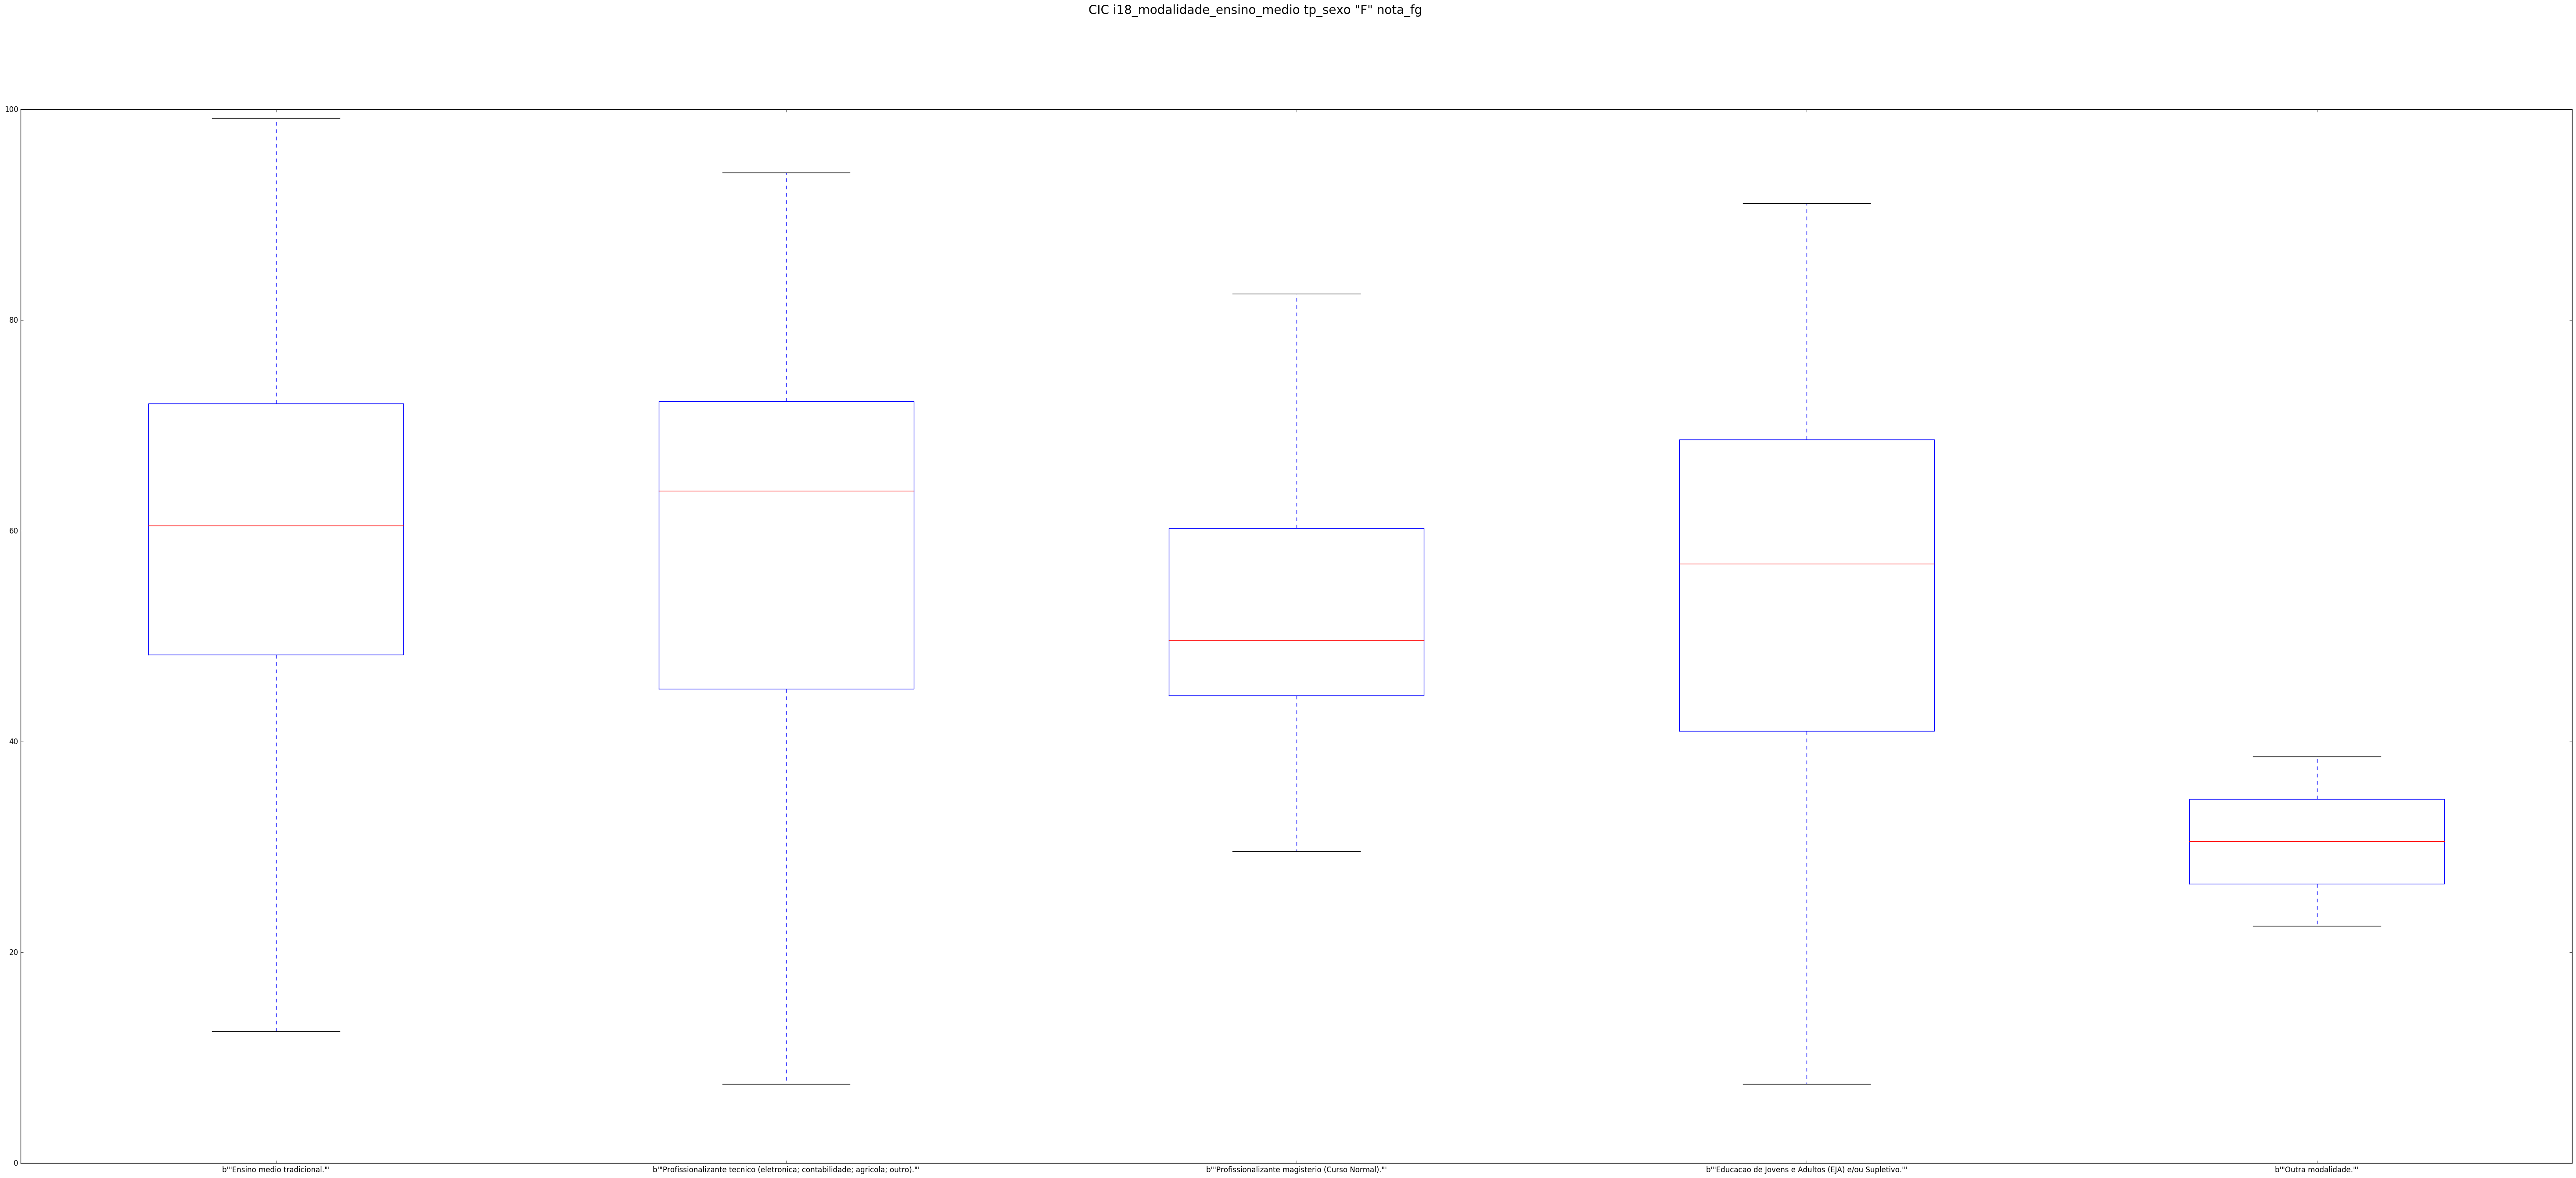 CIC i18_modalidade_ensino_medio tp_sexo "F" nota_fg
100
80
60
40
20
0
b'"Ensino medio tradicional."'
b'"Profissionalizante tecnico (eletronica; contabilidade; agricola; outro)."'
b'"Profissionalizante magisterio (Curso Normal)."'
b'"Educacao de Jovens e Adultos (EJA) e/ou Supletivo."'
b'"Outra modalidade."'